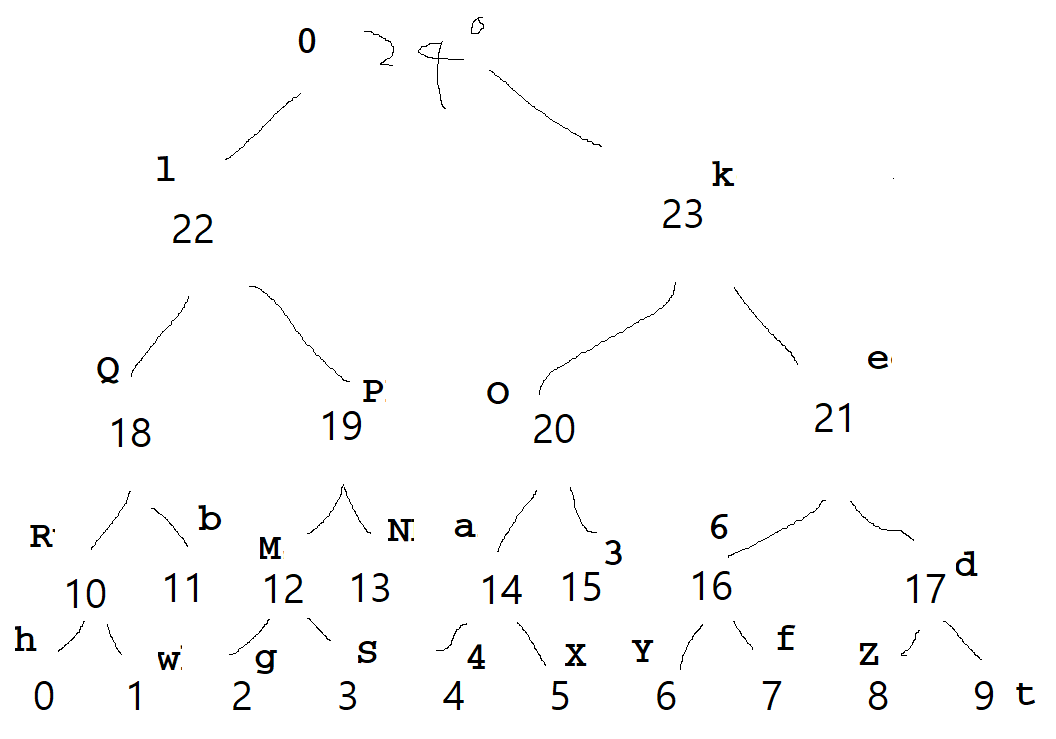 0 24 0
l k
22 23
Q P O e
18 19 20 21
R b M N a 3 6 d
10 11 12 13 14 15 16 17
h w g S 4 X Y f Z t
0 1 2 3 4 5 6 7 8 9